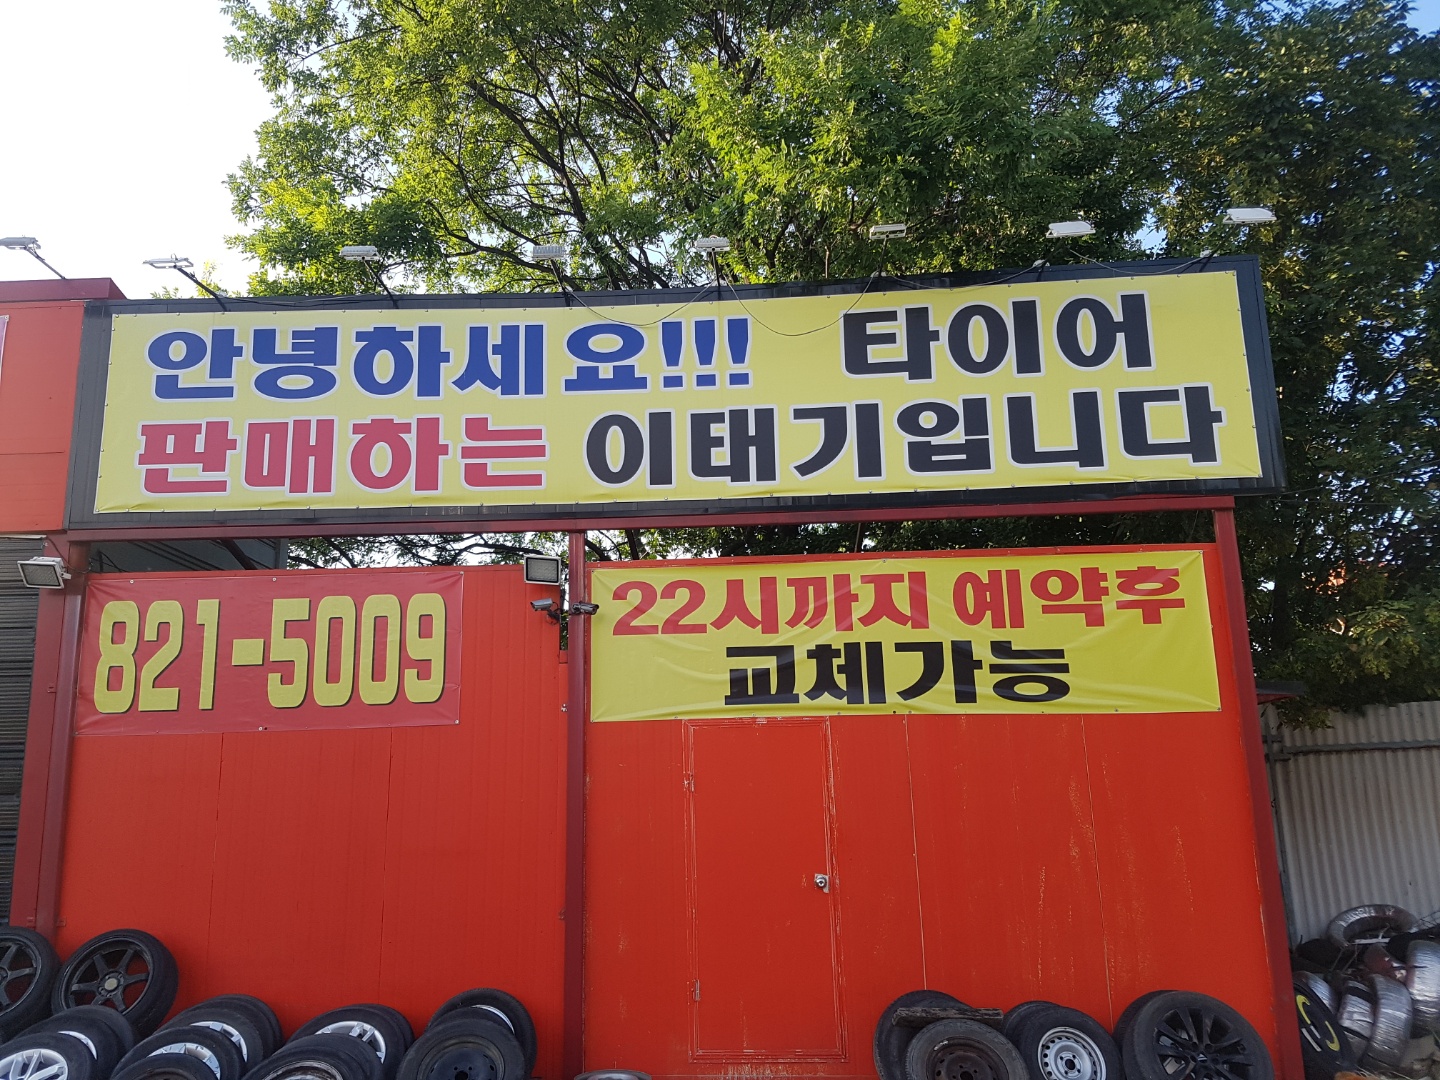 안녕하세요!!! 타이어
판매하는 이태기입니다
821-5009
22시까지 예약후
교체가능